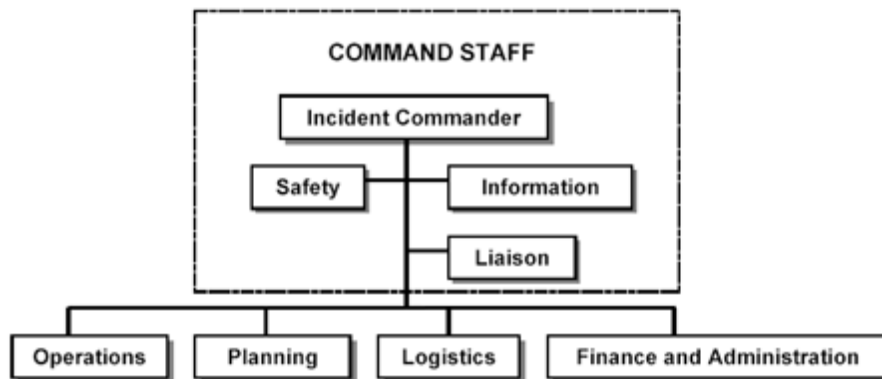 COMMAND STAFF
Incident Commander
Safety
Information
Liaison
Operations
Planning
Logistics
Finance and Administration